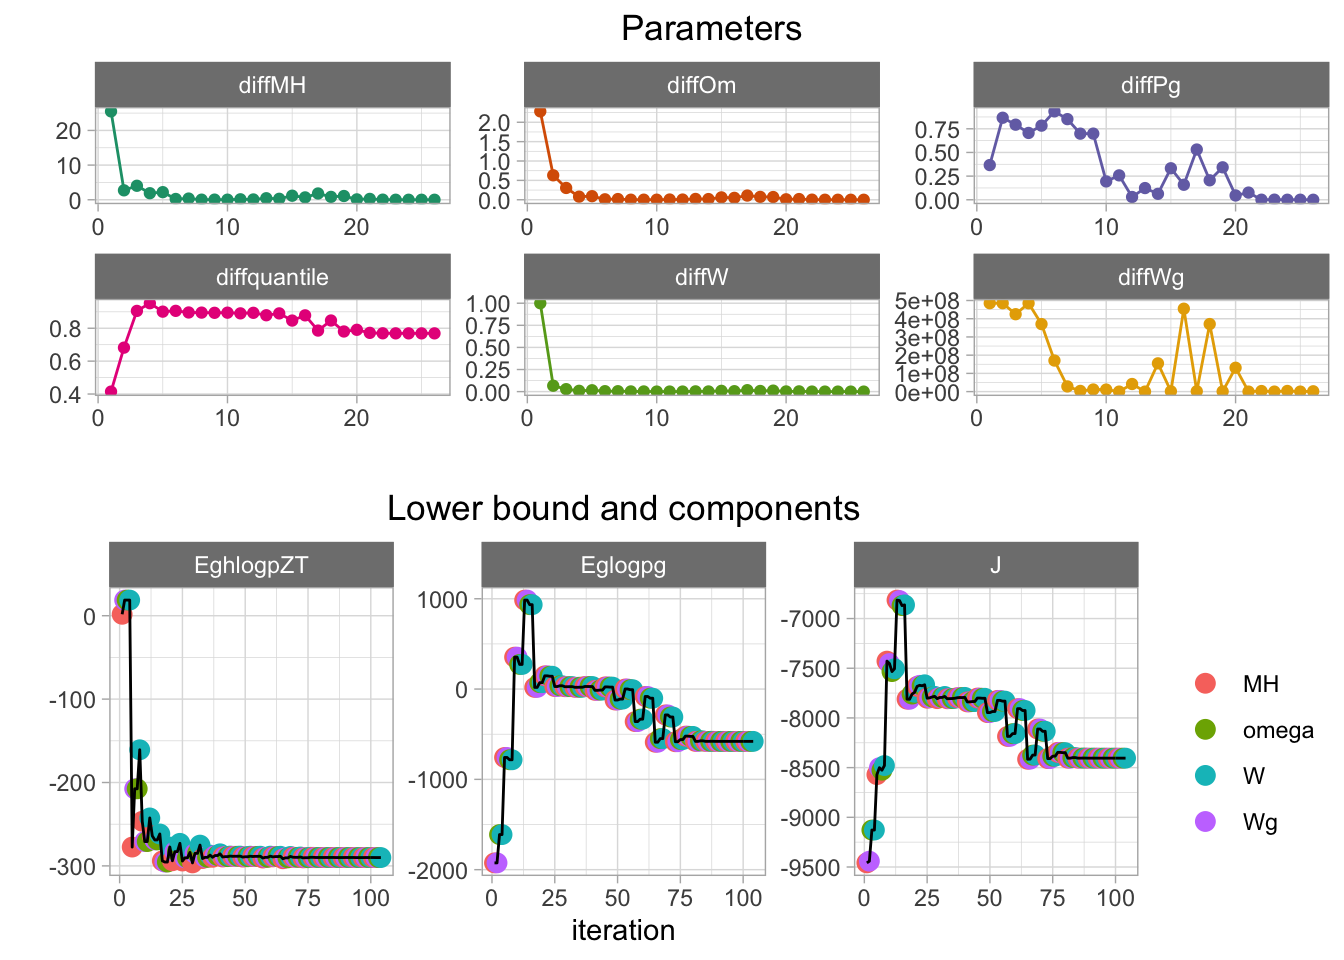 Parameters
diffMH diffOm diffPg
20
10
0
2.0
1.5
1.0
0.5
0.0
0.75
0.50
0.25
0.00
0 10 20 0 10 20 0 10 20
diffquantile diffW diffWg
0.8
0.6
0.4
1.00
0.75
0.50
0.25
0.00
5e+08
4e+08
3e+08
2e+08
1e+08
0e+00
0 10 20 0 10 20 0 10 20
Lower bound and components
EghlogpZT Eglogpg J
0
-100
-200
-300
1000
0
-1000
-2000
-7000
-7500
-8000
-8500
-9000
-9500
0 25 50 75 100 0 25 50 75 100 0 25 50 75 100
iteration
MH
omega
W
Wg